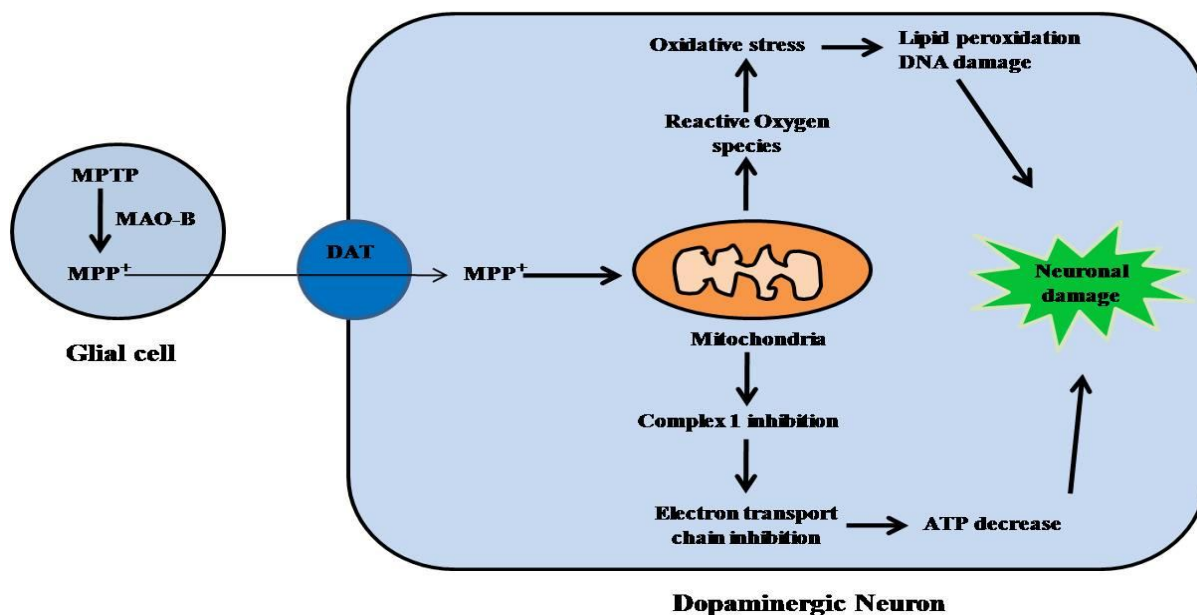 MPTP
MAO-B
MPP+
Glial cell
DAT
MPP+
Oxidative stress
Lipid peroxidation
DNA damage
Reactive Oxygen
species
Mitochondria
Complex 1 inhibition
Electron transport
chain inhibition
ATP decrease
Neuronal
damage
Dopaminergic Neuron